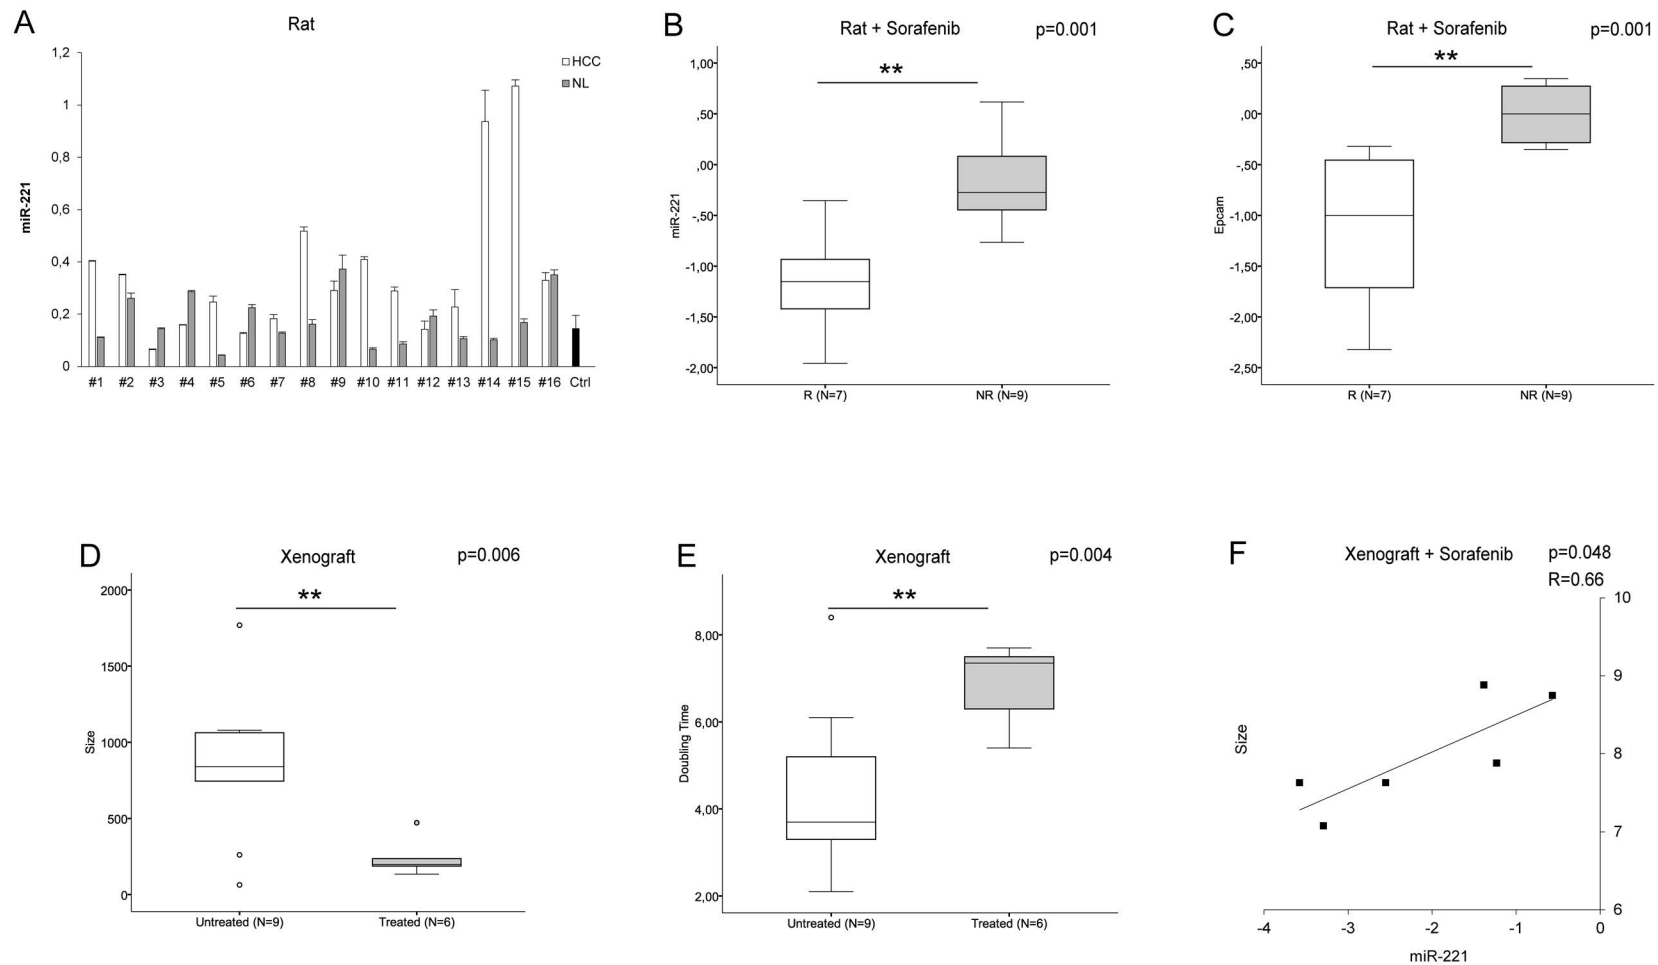 A
Rat
miR-221
1,2
1
0,8
0,6
0,4
0,2
0
HCC
NL
#1 #2 #3 #4 #5 #6 #7 #8 #9 #10 #11 #12 #13 #14 #15 #16 Ctrl
B
Rat + Sorafenib
p=0.001
**
miR-221
1,00
,50
,00
-,50
-1,00
-1,50
-2,00
R (N=7)
NR (N=9)
C
Rat + Sorafenib
p=0.001
**
Epcam
,50
,00
-,50
-1,00
-1,50
-2,00
-2,50
R (N=7)
NR (N=9)
D
Xenograft
p=0.006
**
Size
2000
1500
1000
500
0
Untreated (N=9)
Treated (N=6)
E
Xenograft
p=0.004
**
Doubling Time
8,00
6,00
4,00
2,00
Untreated (N=9)
Treated (N=6)
F
Xenograft + Sorafenib
p=0.048
R=0.66
Size
10
9
8
7
6
-4 -3 -2 -1 0
miR-221